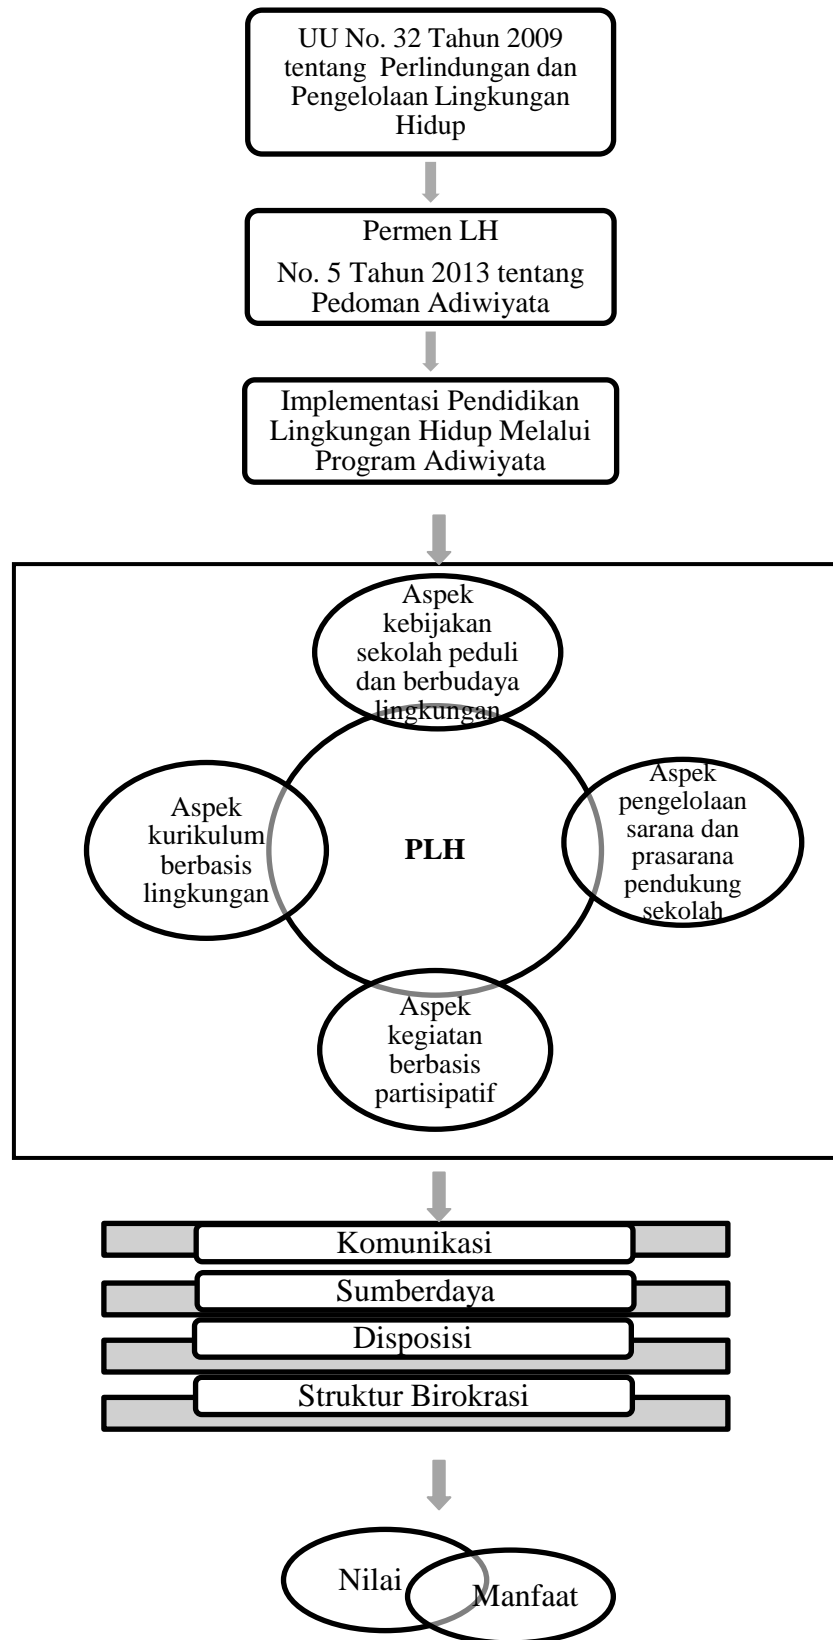 UU No. 32 Tahun 2009
tentang Perlindungan dan
Pengelolaan Lingkungan
Hidup
Permen LH
No. 5 Tahun 2013 tentang
Pedoman Adiwiyata
Implementasi Pendidikan
Lingkungan Hidup Melalui
Program Adiwiyata
Aspek
kebijakan
sekolah peduli
dan berbudaya
lingkungan
Aspek
kurikulum
berbasis
lingkungan
PLH
Aspek
pengelolaan
sarana dan
prasarana
pendukung
sekolah
Aspek
kegiatan
berbasis
partisipatif
Komunikasi
Sumberdaya
Disposisi
Struktur Birokrasi
Nilai
Manfaat